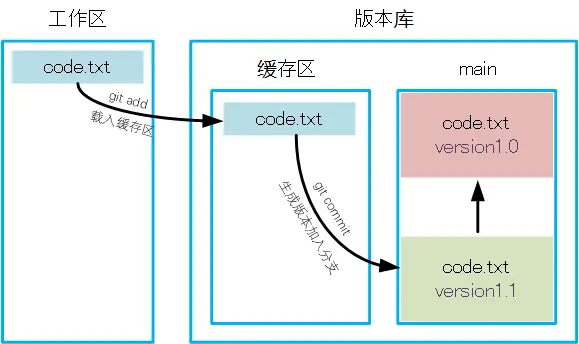 工作区
版本库
code.txt
git add
载入缓存区
缓存区
code.txt
git commit
生成版本加入分支
main
code.txt
version1.0
code.txt
version1.1